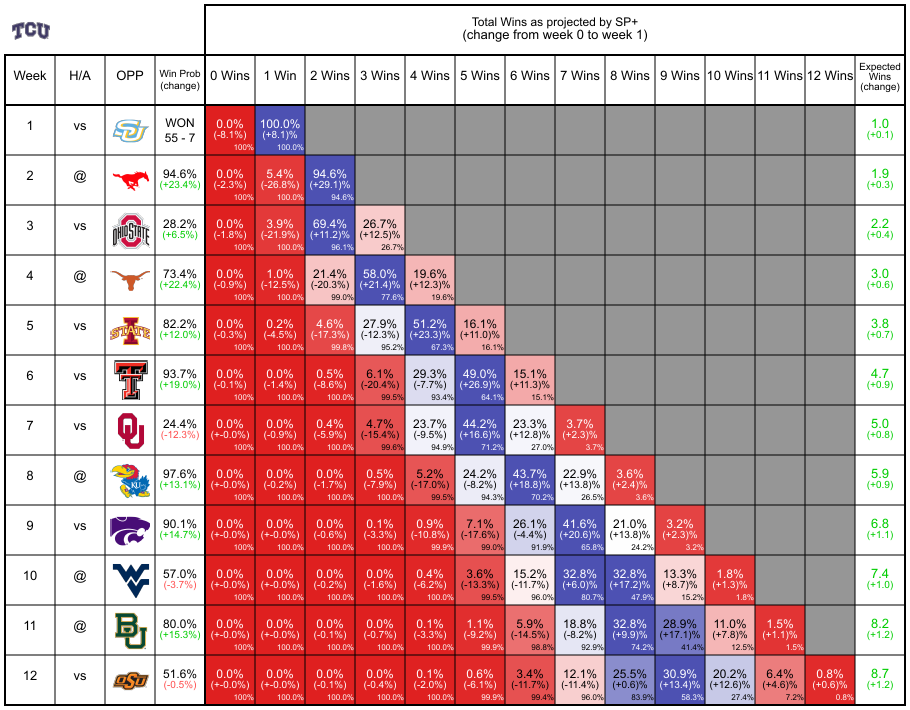 TCU
Total Wins as projected by SP+
(change from week 0 to week 1)
Week H/A OPP Win Prob (change) 0 Wins 1 Win 2 Wins 3 Wins 4 Wins 5 Wins 6 Wins 7 Wins 8 Wins 9 Wins 10 Wins 11 Wins 12 Wins Expected Wins (change)
1 vs SJ WON 0.0% 100.0% 1.0
55 - 7 (-8.1%) (+8.1)% (+0.1)
100% 100.0%
2 @ 94.6% 0.0% 5.4% 94.6% 1.9
(+23.4%) (-2.3%) (-26.8%) (+29.1)% (+0.3)
100% 100.0% 94.6%
3 vs OHIO STATE 28.2% 0.0% 3.9% 69.4% 26.7% 2.2
(+6.5%) (-1.8%) (-21.9%) (+11.2)% (+12.5)% (+0.4)
100% 100.0% 96.1% 26.7%
4 @ 73.4% 0.0% 1.0% 21.4% 58.0% 19.6% 3.0
(+22.4%) (-0.9%) (-12.5%) (-20.3%) (+21.4)% (+12.3)% (+0.6)
100% 100.0% 99.0% 77.6% 19.6%
5 vs I STATE 82.2% 0.0% 0.2% 4.6% 27.9% 51.2% 16.1% 3.8
(+12.0%) (-0.3%) (-4.5%) (-17.3%) (-12.3%) (+23.3)% (+11.0)% (+0.7)
100% 100.0% 99.8% 95.2% 67.3% 16.1%
6 vs TT 93.7% 0.0% 0.0% 0.5% 6.1% 29.3% 49.0% 15.1% 4.7
(+19.0%) (-0.1%) (-1.4%) (-8.6%) (-20.4%) (-7.7%) (+26.9)% (+11.3)% (+0.9)
100% 100.0% 100.0% 99.5% 93.4% 64.1% 15.1%
7 vs OU 24.4% 0.0% 0.0% 0.4% 4.7% 23.7% 44.2% 23.3% 3.7% 5.0
(-12.3%) (+-0.0%) (-0.9%) (-5.9%) (-15.4%) (-9.5%) (+16.6)% (+12.8)% (+2.3)% (+0.8)
100% 100.0% 100.0% 99.6% 94.9% 71.2% 27.0% 3.7%
8 @ KU 97.6% 0.0% 0.0% 0.0% 0.5% 5.2% 24.2% 43.7% 22.9% 3.6% 5.9
(+13.1%) (+-0.0%) (-0.2%) (-1.7%) (-7.9%) (-17.0%) (-8.2%) (+18.8)% (+13.8)% (+2.4)% (+0.9)
100% 100.0% 100.0% 100.0% 99.5% 94.3% 70.2% 26.5% 3.6%
9 vs 90.1% 0.0% 0.0% 0.0% 0.1% 0.9% 7.1% 26.1% 41.6% 21.0% 3.2% 6.8
(+14.7%) (+-0.0%) (+-0.0%) (-0.6%) (-3.3%) (-10.8%) (-17.6%) (-4.4%) (+20.6)% (+13.8)% (+2.3)% (+1.1)
100% 100.0% 100.0% 100.0% 99.9% 99.0% 91.9% 65.8% 24.2% 3.2%
10 @ WV 57.0% 0.0% 0.0% 0.0% 0.0% 0.4% 3.6% 15.2% 32.8% 32.8% 13.3% 1.8% 7.4
(-3.7%) (+-0.0%) (+-0.0%) (-0.2%) (-1.6%) (-6.2%) (-13.3%) (-11.7%) (+6.0)% (+17.2)% (+8.7)% (+1.3)% (+1.0)
100% 100.0% 100.0% 100.0% 100.0% 99.5% 96.0% 80.7% 47.9% 15.2% 1.8%
11 @ BU 80.0% 0.0% 0.0% 0.0% 0.0% 0.1% 1.1% 5.9% 18.8% 32.8% 28.9% 11.0% 1.5% 8.2
(+15.3%) (+-0.0%) (+-0.0%) (-0.1%) (-0.7%) (-3.3%) (-9.2%) (-14.5%) (-8.2%) (+9.9)% (+17.1)% (+7.8)% (+1.1)% (+1.2)
100% 100.0% 100.0% 100.0% 100.0% 99.9% 98.8% 92.9% 74.2% 41.4% 12.5% 1.5%
12 vs OSU 51.6% 0.0% 0.0% 0.0% 0.0% 0.1% 0.6% 3.4% 12.1% 25.5% 30.9% 20.2% 6.4% 0.8% 8.7
(-0.5%) (+-0.0%) (+-0.0%) (-0.1%) (-0.4%) (-2.0%) (-6.1%) (-11.7%) (-11.4%) (+0.6)% (+13.4)% (+12.6)% (+4.6)% (+0.6)% (+1.2)
100% 100.0% 100.0% 100.0% 100.0% 99.9% 99.4% 96.0% 83.9% 58.3% 27.4% 7.2% 0.8%